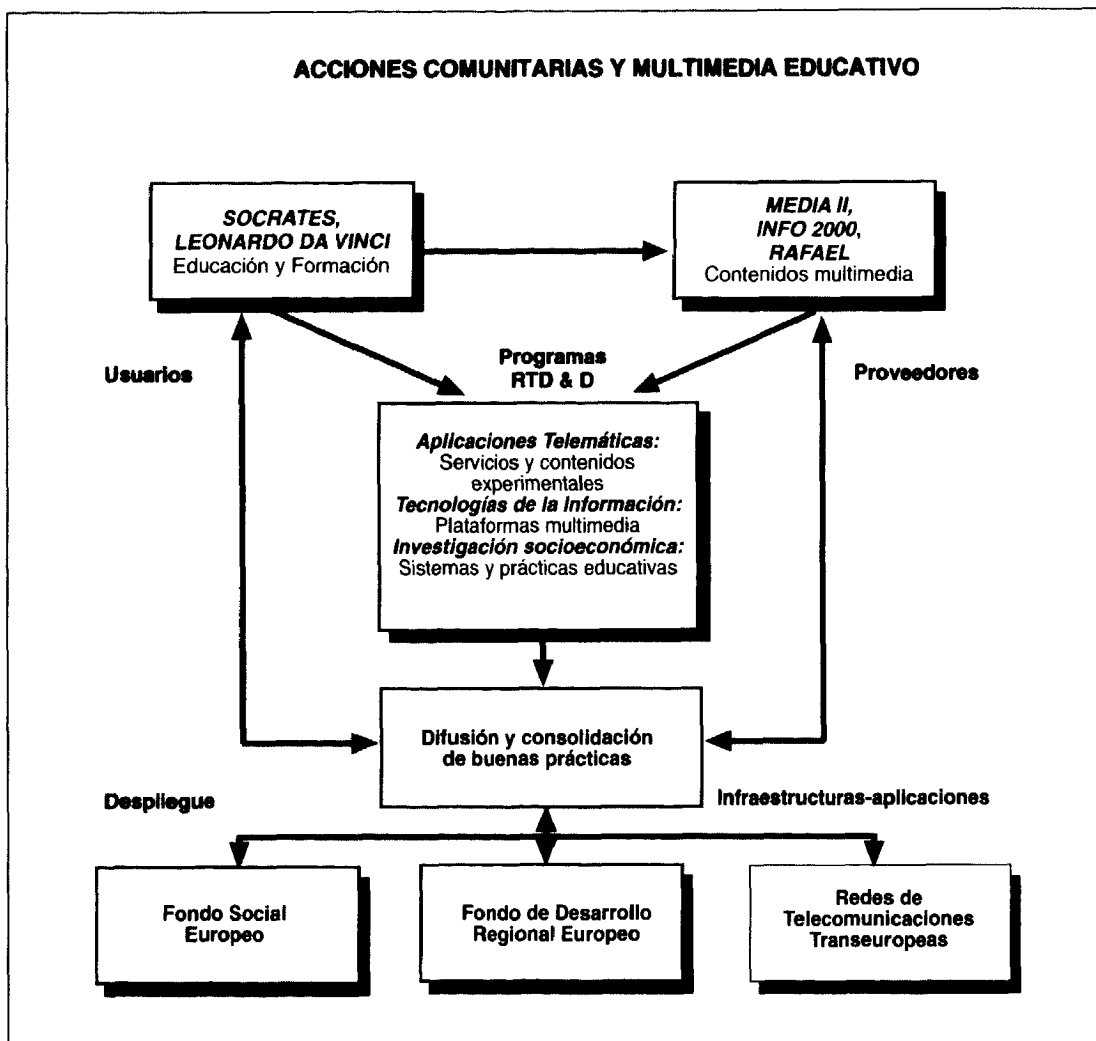 ACCIONES COMUNITARIAS Y MULTIMEDIA EDUCATIVO
SOCRATES,
LEONARDO DA VINCI
Educación y Formación
MEDIA II,
INFO 2000,
RAFAEL
Contenidos multimedia
Usuarios
Programas
RTD & D
Proveedores
Aplicaciones Telemáticas:
Servicios y contenidos
experimentales
Tecnologías de la Información:
Plataformas multimedia
Investigación socioeconómica:
Sistemas y prácticas educativas
Difusión y consolidación
de buenas prácticas
Despliegue
Infraestructuras-aplicaciones
Fondo Social
Europeo
Fondo de Desarrollo
Regional Europeo
Redes de
Telecomunicaciones
Transeuropeas